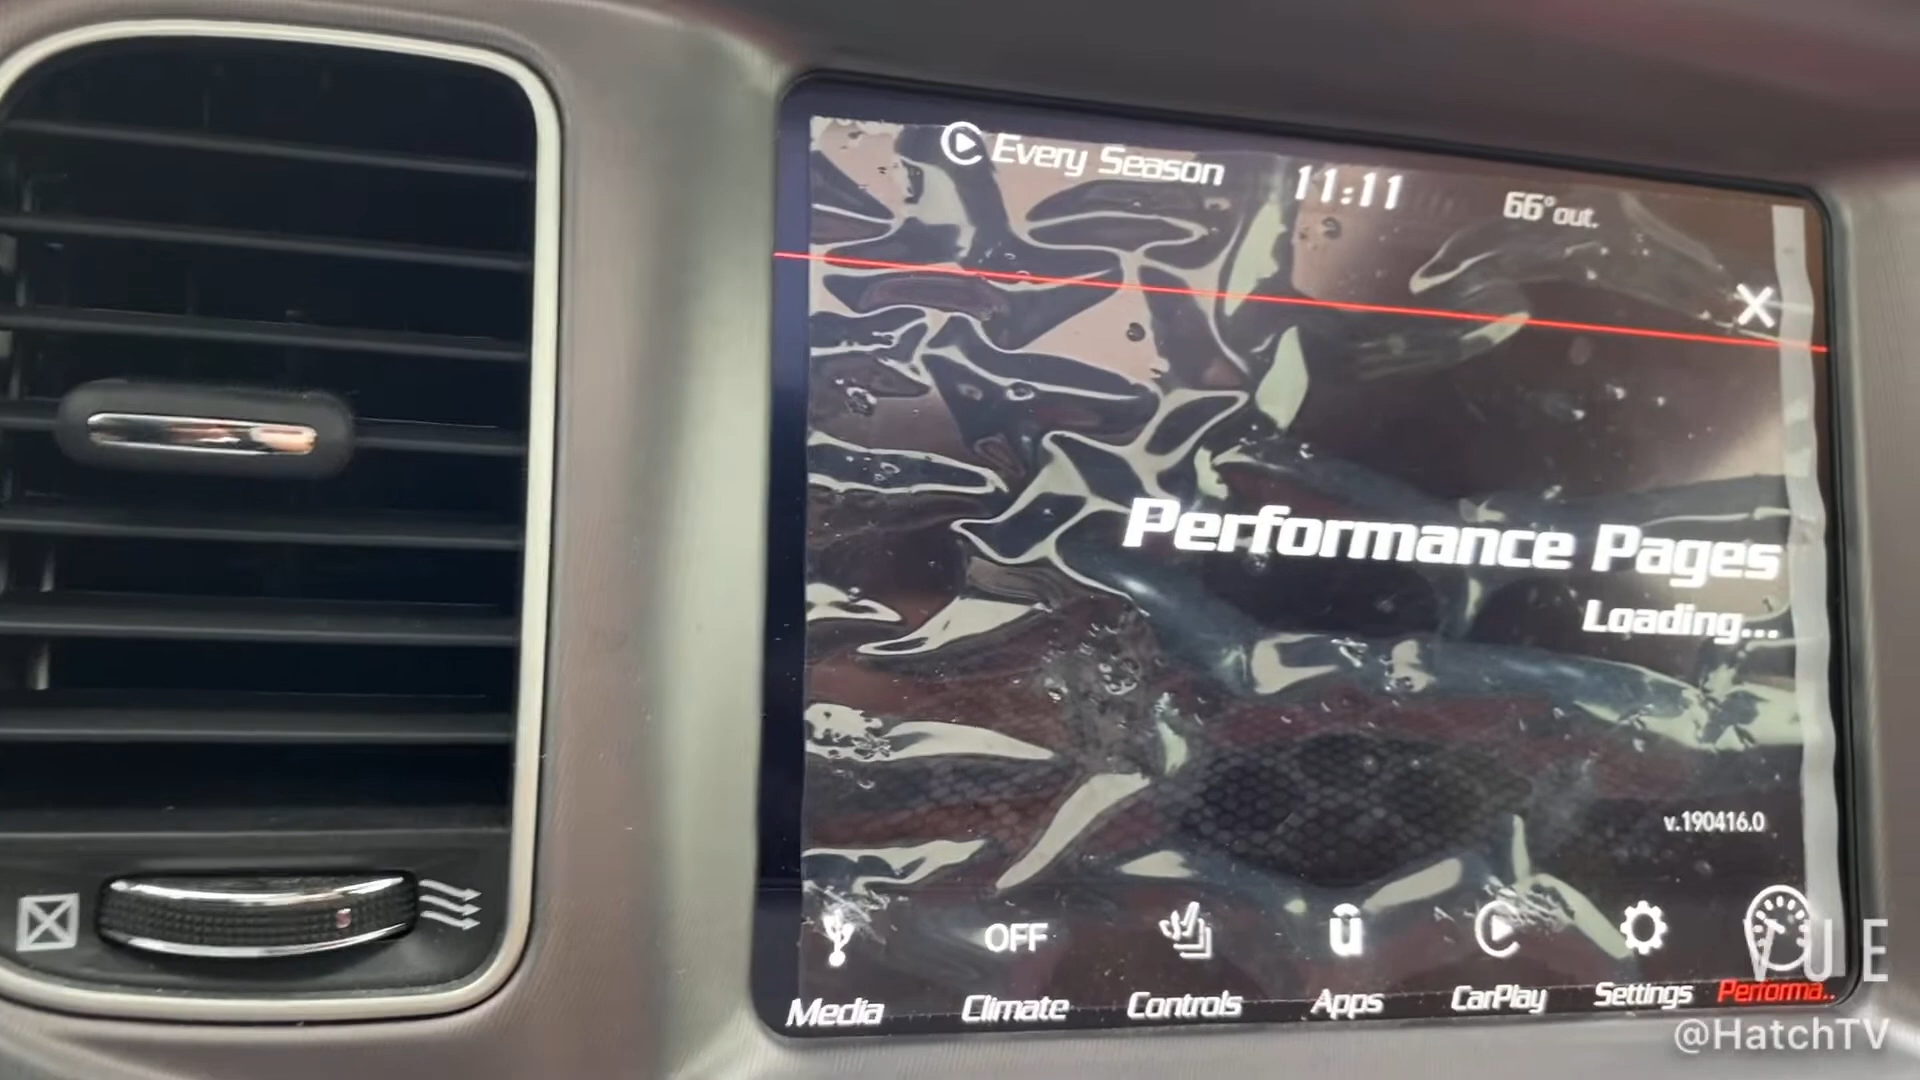 Every Season
11:11
66° out.
X
Performance Pages
Loading...
v.190416.0
OFF
Media
Climate
Controls
Apps
CarPlay
Settings
Performa..
VUE
@HatchTV